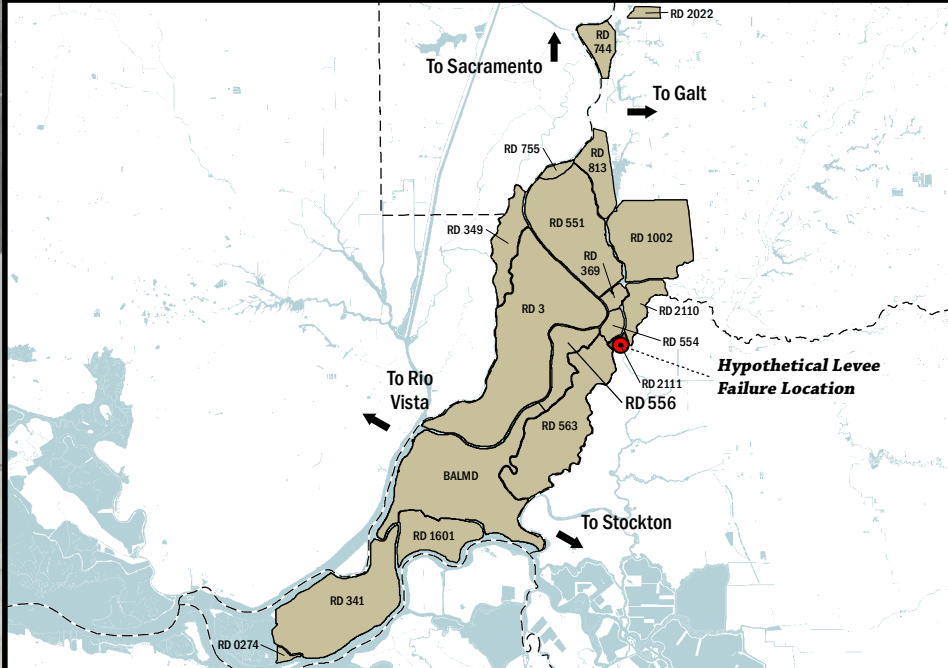 RD 2022
RD
744
To Sacramento
To Galt
RD 755
RD
813
RD 551
RD 349
RD 1002
RD
369
RD 3
RD 2110
RD 554
Hypothetical Levee
Failure Location
To Rio
Vista
RD 2111
RD 556
RD 563
BALMD
To Stockton
RD 1601
RD 341
RD 0274